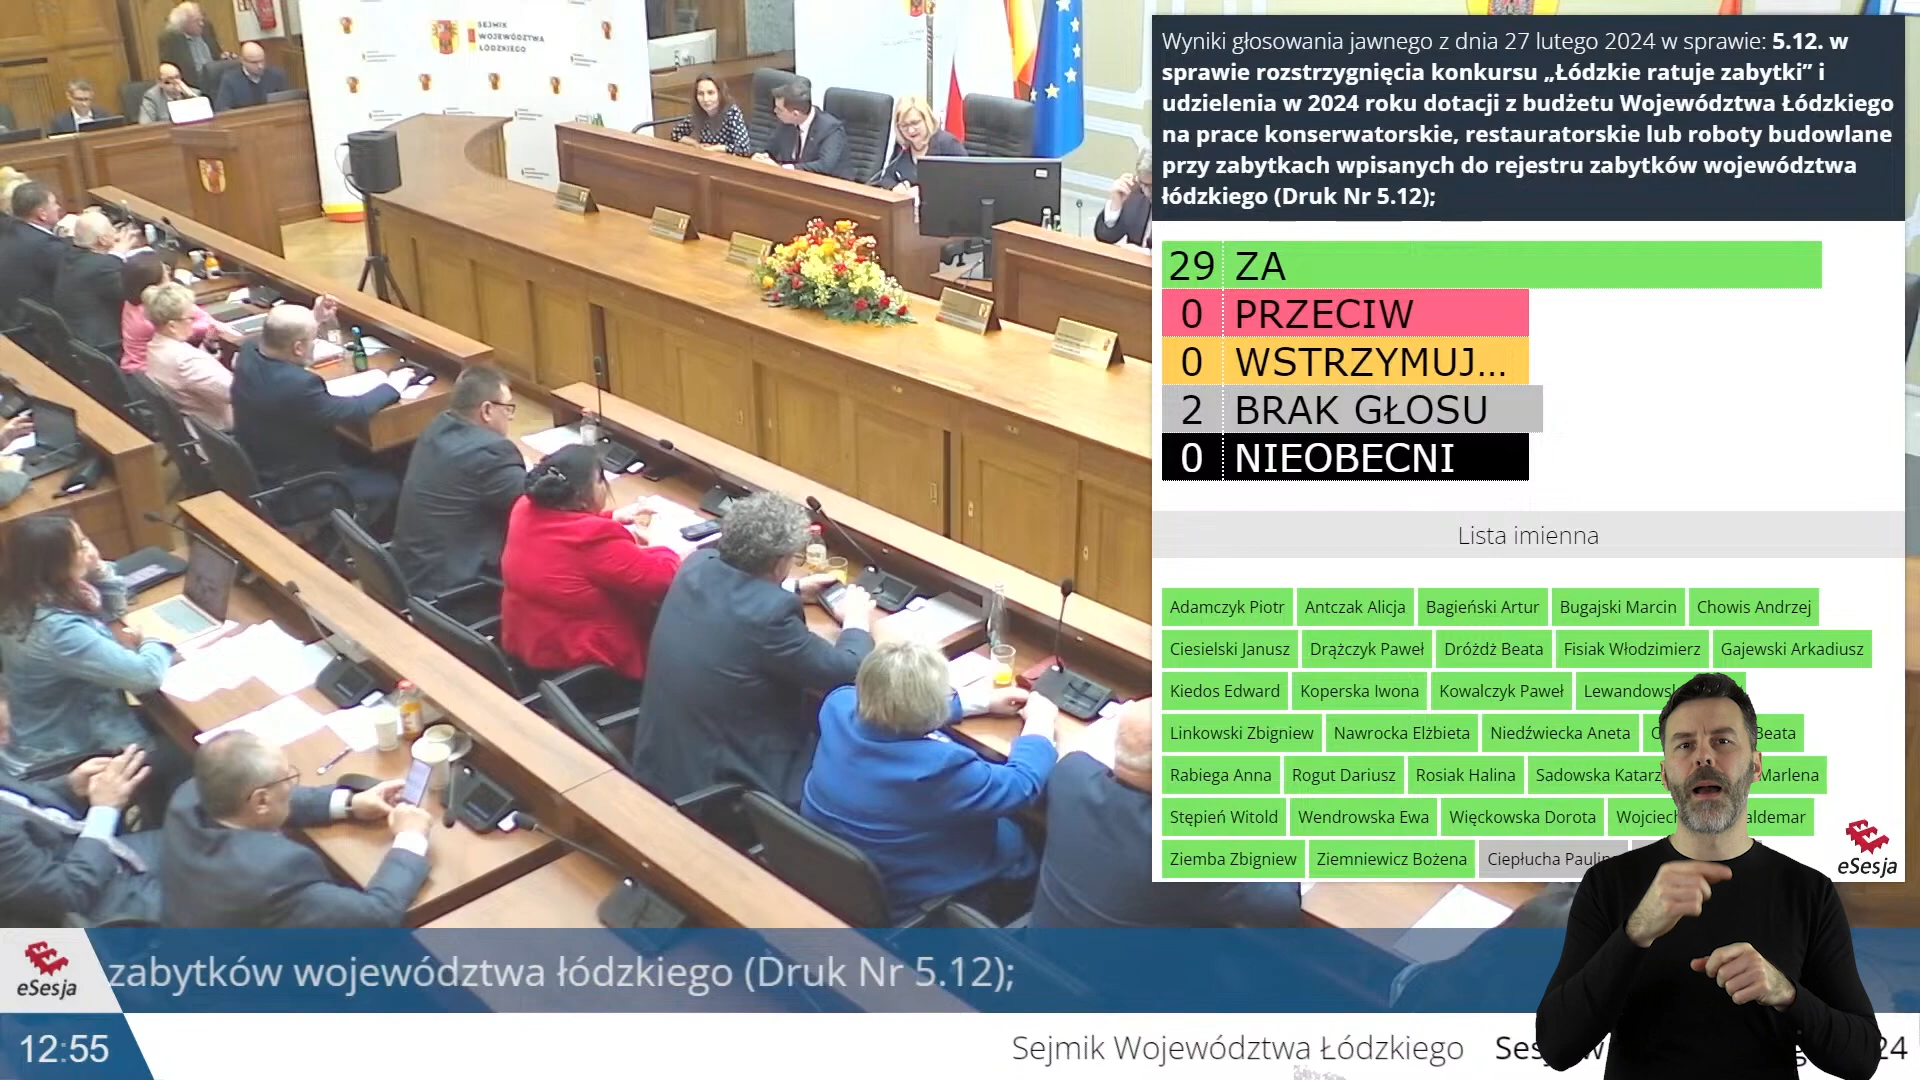 SEJMIK
WOJEWÓDZTWA
ŁÓDZKIEGO
Wyniki głosowania jawnego z dnia 27 lutego 2024 w sprawie: 5.12. w
sprawie rozstrzygnięcia konkursu „Łódzkie ratuje zabytki” i
udzielenia w 2024 roku dotacji z budżetu Województwa Łódzkiego
na prace konserwatorskie, restauratorskie lub roboty budowlane
przy zabytkach wpisanych do rejestru zabytków województwa
łódzkiego (Druk Nr 5.12);
29 ZA
0 PRZECIW
0 WSTRZYMUJ...
2 BRAK GŁOSU
0 NIEOBECNI
Lista imienna
Adamczyk Piotr Antczak Alicja Bagieński Artur Bugajski Marcin Chowis Andrzej
Ciesielski Janusz Drążczyk Paweł Dróżdż Beata Fisiak Włodzimierz Gajewski Arkadiusz
Kiedos Edward Koperska Iwona Kowalczyk Paweł
Linkowski Zbigniew Nawrocka Elżbieta Niedźwiecka Aneta Beata
Rabiega Anna Rogut Dariusz Rosiak Halina Sadowska Marlena
Stępień Witold Wendrowska Ewa Więckowska Dorota
Ziemba Zbigniew Ziemniewicz Bożena Ciepłucha
eSesja
eSesja
zabytków województwa łódzkiego (Druk Nr 5.12);
12:55
Sejmik Województwa Łódzkiego